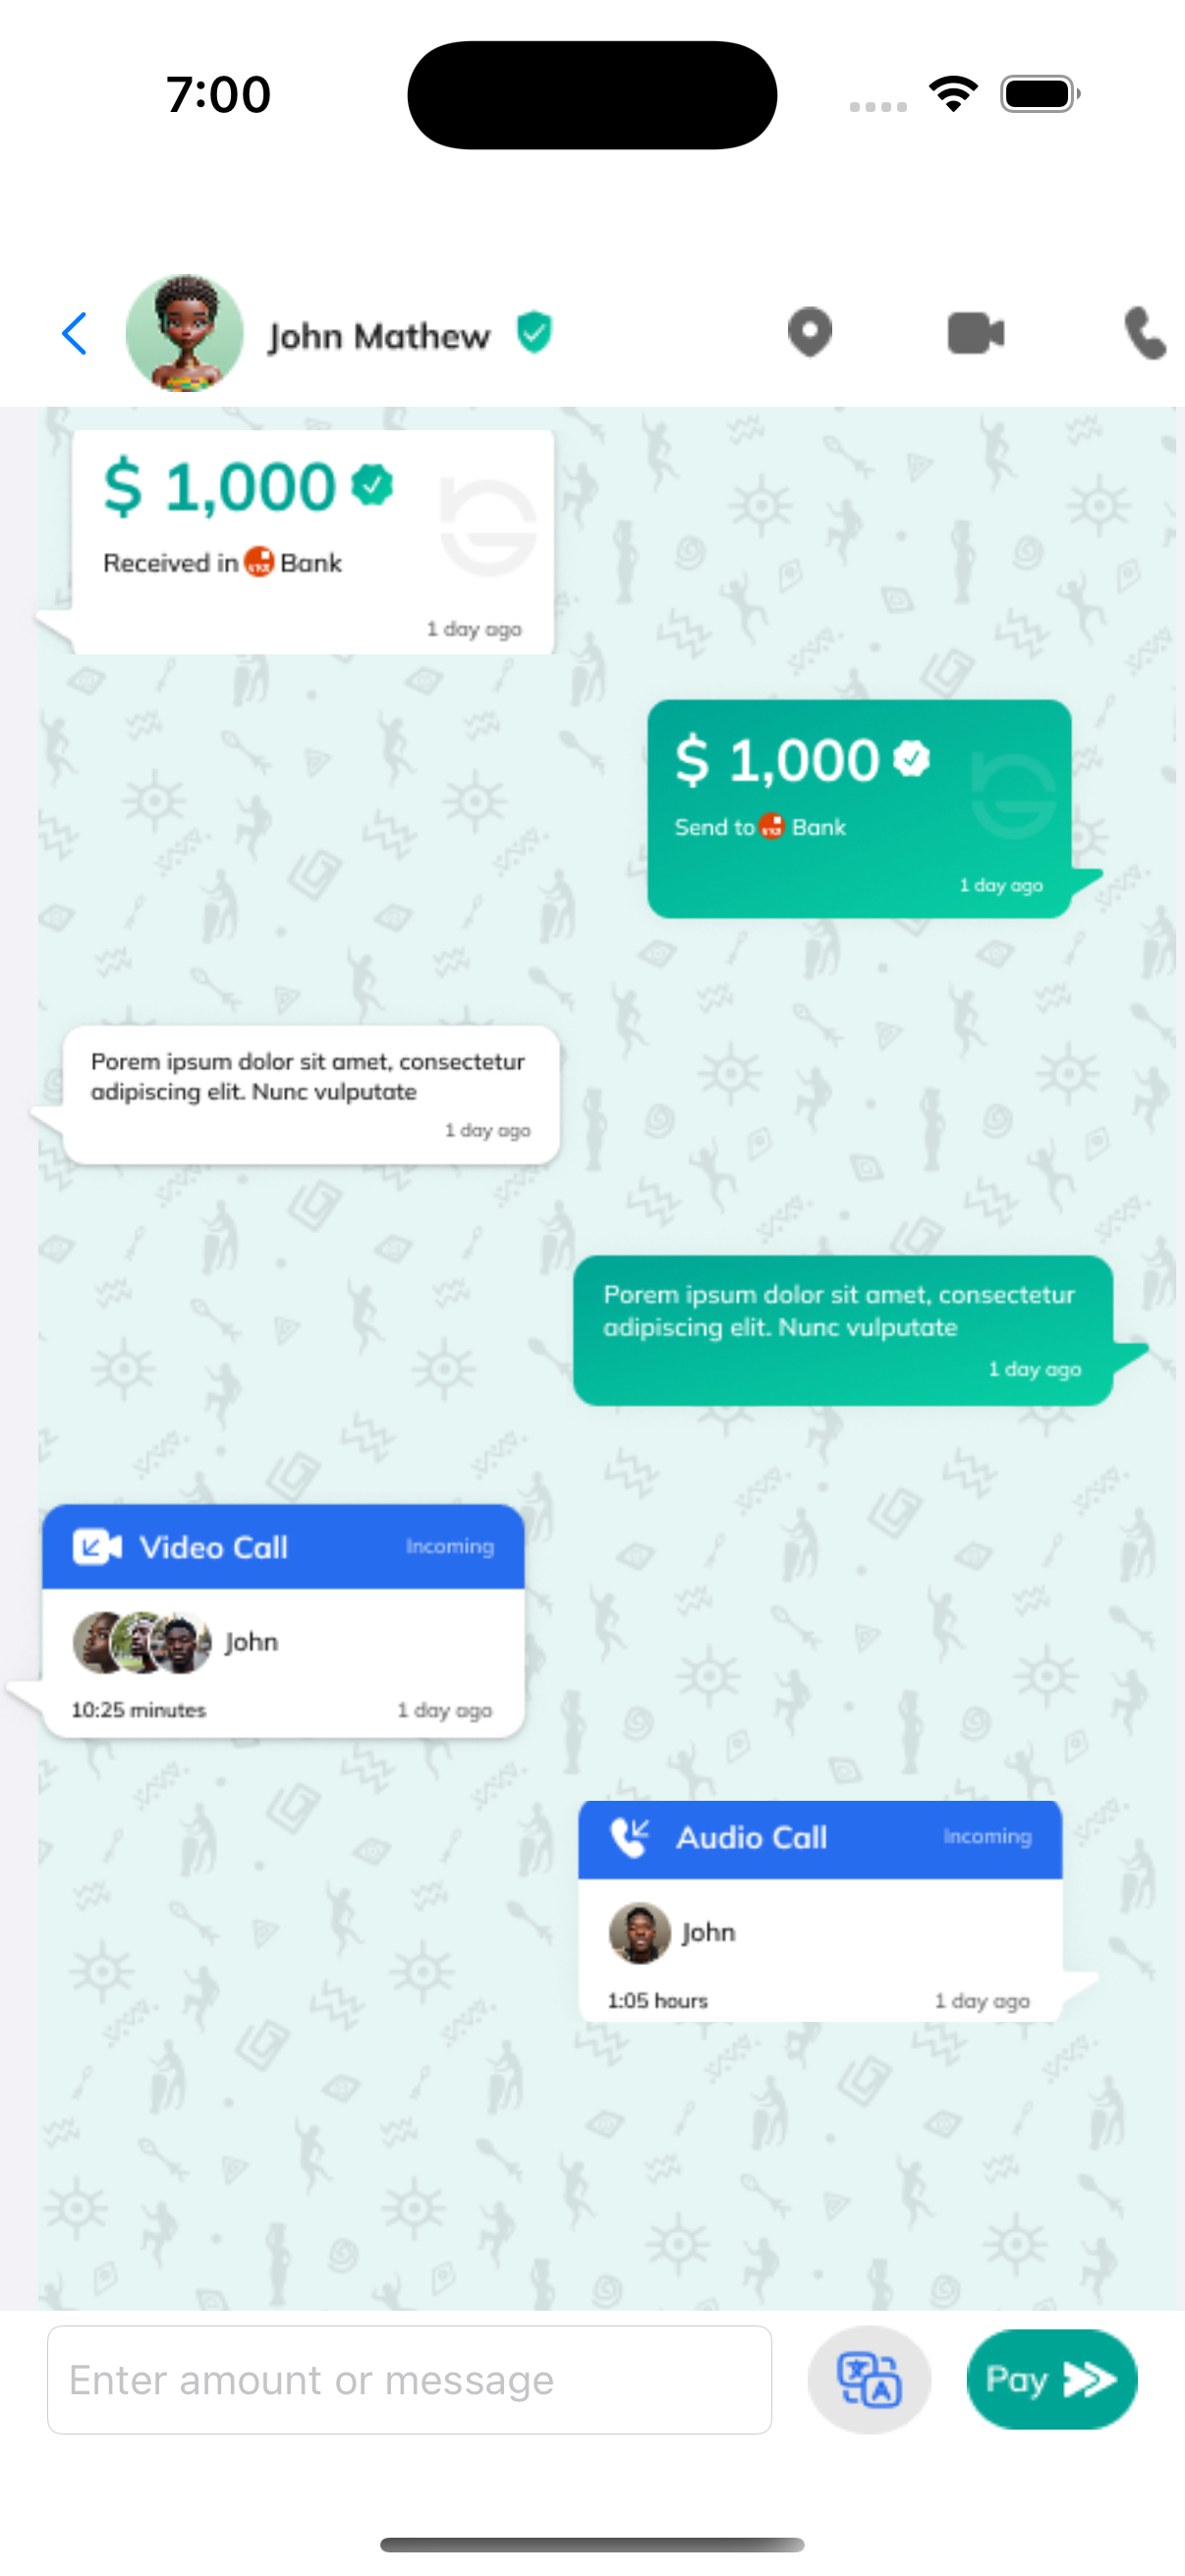 7:00
John Mathew
$ 1,000
Received in Bank
1 day ago
$ 1,000
Send to Bank
1 day ago
Porem ipsum dolor sit amet, consectetur
adipiscing elit. Nunc vulputate
1 day ago
Porem ipsum dolor sit amet, consectetur
adipiscing elit. Nunc vulputate
1 day ago
Video Call Incoming
John
10:25 minutes 1 day ago
Audio Call Incoming
John
1:05 hours 1 day ago
Enter amount or message
文 A
Pay